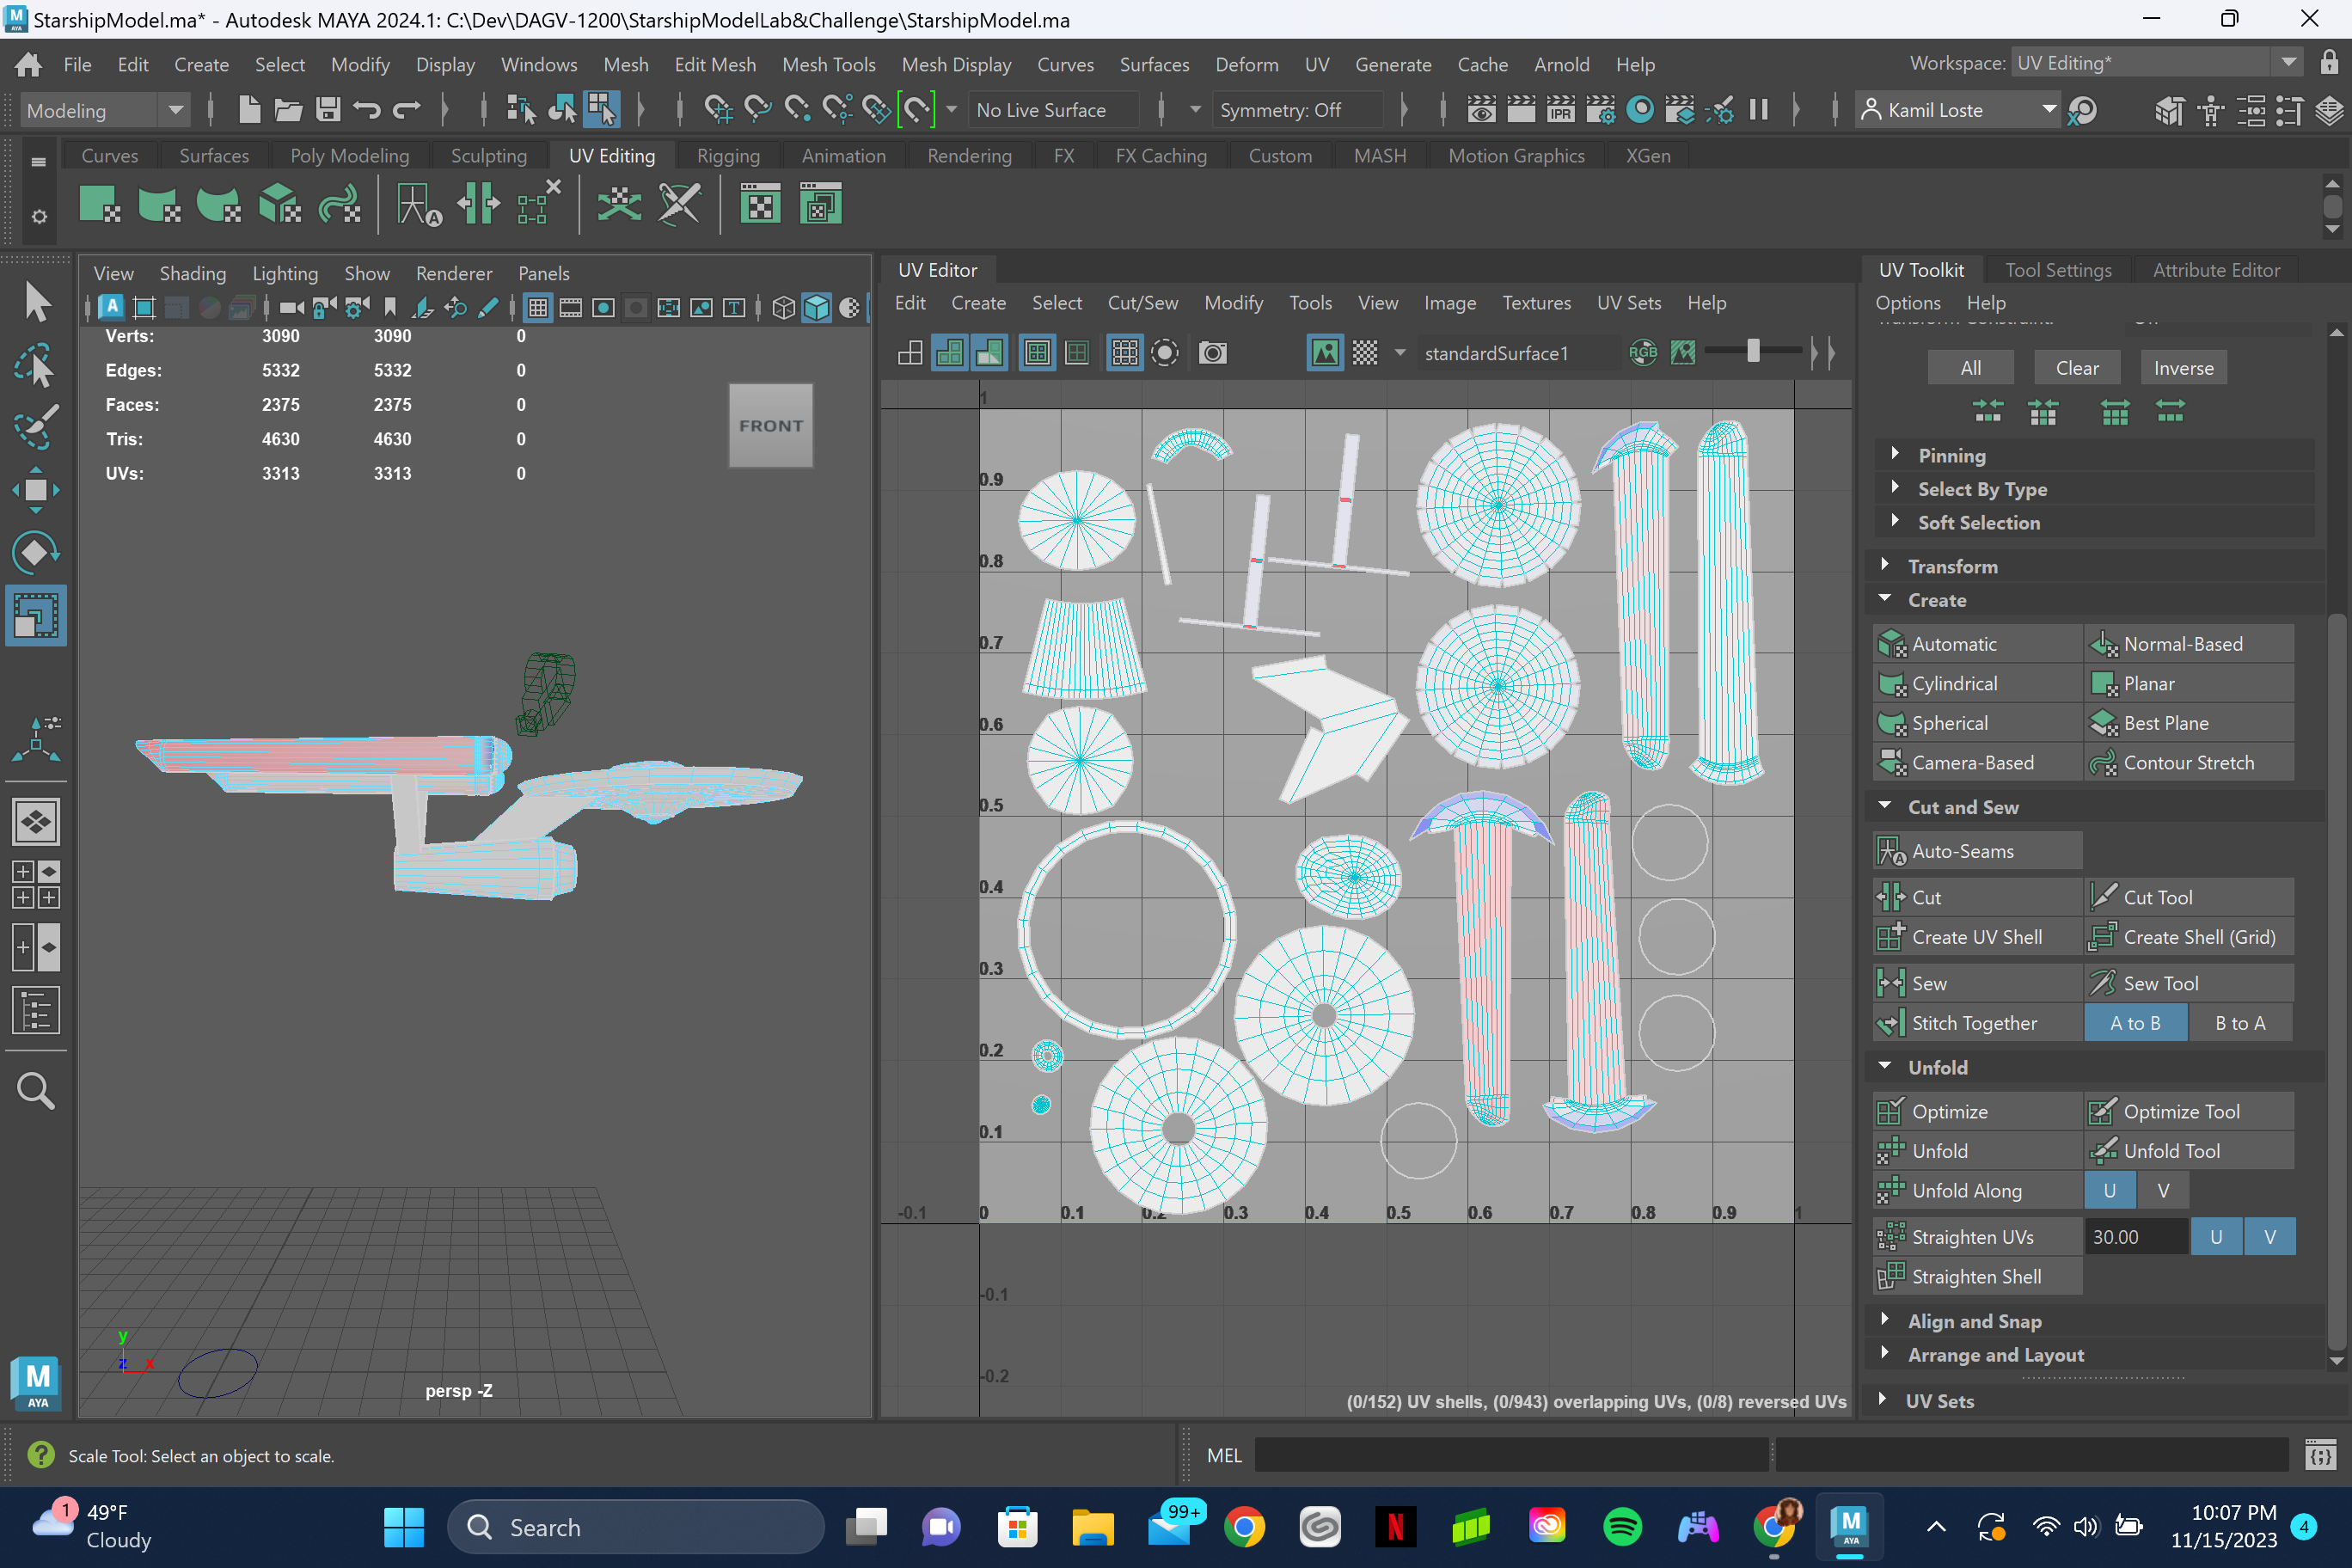 StarshipModel.ma* - Autodesk MAYA 2024.1: C:\Dev\DAGV-1200\StarshipModelLab&Challenge\StarshipModel.ma
File Edit Create Select Modify Display Windows Mesh Edit Mesh Mesh Tools Mesh Display Curves Surfaces Deform UV Generate Cache Arnold Help
Workspace: UV Editing*
Modeling
No Live Surface
Symmetry: Off
IPR
Kamil Loste
Curves Surfaces Poly Modeling Sculpting UV Editing Rigging Animation Rendering FX FX Caching Custom MASH Motion Graphics XGen
View Shading Lighting Show Renderer Panels
Verts: 3090 3090 0
Edges: 5332 5332 0
Faces: 2375 2375 0
Tris: 4630 4630 0
UVs: 3313 3313 0
FRONT
y
z x
persp -Z
M
AYA
UV Editor
Edit Create Select Cut/Sew Modify Tools View Image Textures UV Sets Help
standardSurface1
RGB
1
0.9
0.8
0.7
0.6
0.5
0.4
0.3
0.2
0.1
-0.1 0 0.1 0.2 0.3 0.4 0.5 0.6 0.7 0.8 0.9 1
-0.1
-0.2
(0/152) UV shells, (0/943) overlapping UVs, (0/8) reversed UVs
UV Toolkit Tool Settings Attribute Editor
Options Help
All Clear Inverse
Pinning
Select By Type
Soft Selection
Transform
Create
Automatic Normal-Based
Cylindrical Planar
Spherical Best Plane
Camera-Based Contour Stretch
Cut and Sew
Auto-Seams
Cut Cut Tool
Create UV Shell Create Shell (Grid)
Sew Sew Tool
Stitch Together A to B B to A
Unfold
Optimize Optimize Tool
Unfold Unfold Tool
Unfold Along U V
Straighten UVs 30.00 U V
Straighten Shell
Align and Snap
Arrange and Layout
UV Sets
Scale Tool: Select an object to scale.
MEL
1
49°F
Cloudy
Search
99+
10:07 PM
11/15/2023
4